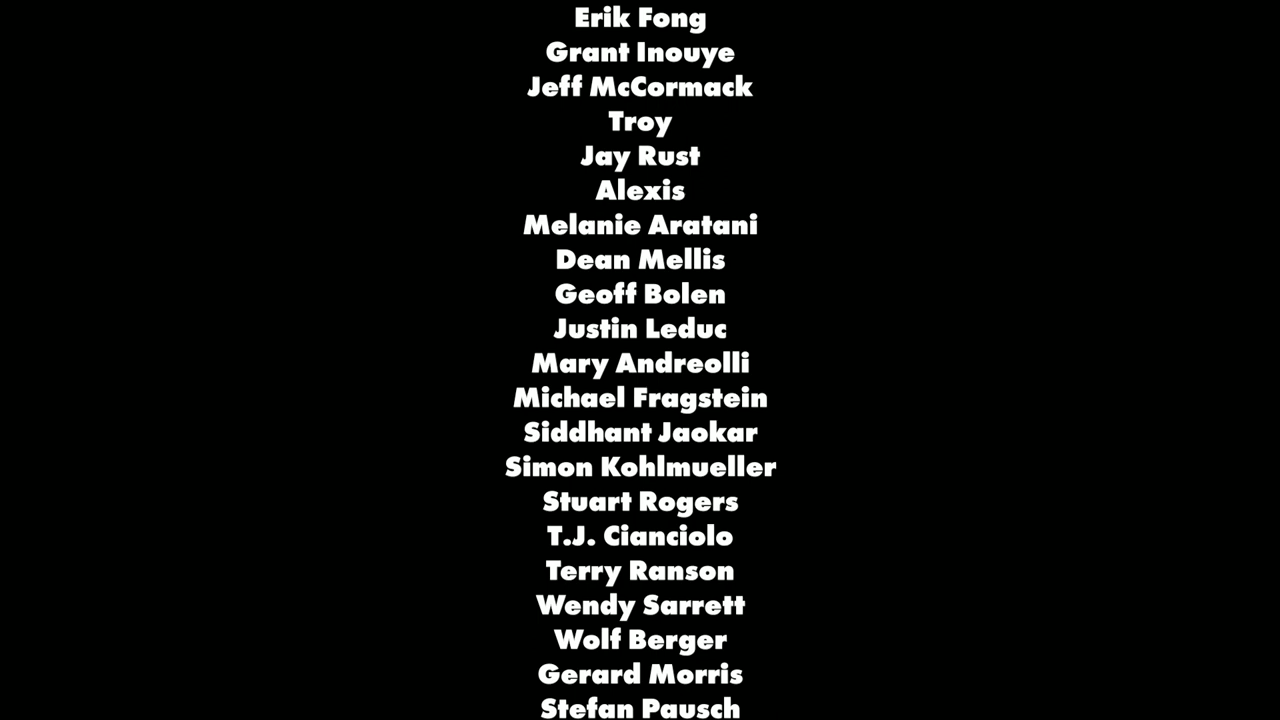 Erik Fong
Grant Inouye
Jeff McCormack
Troy
Jay Rust
Alexis
Melanie Aratani
Dean Mellis
Geoff Bolen
Justin Leduc
Mary Andreolli
Michael Fragstein
Siddhant Jaokar
Simon Kohlmueller
Stuart Rogers
T.J. Cianciolo
Terry Ranson
Wendy Sarrett
Wolf Berger
Gerard Morris
Stefan Pausch